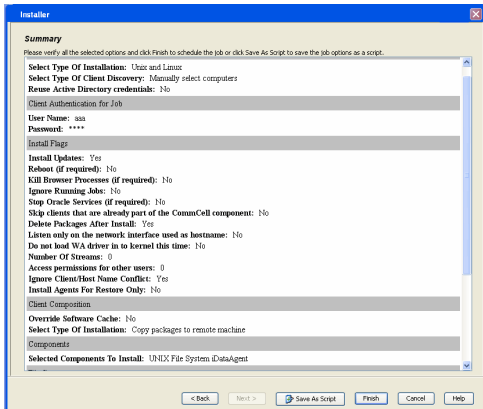 Installer
Summary
Please verify all the selected options and click Finish to schedule the job or click Save As Script to save the job options as a script.
Select Type Of Installation: Unix and Linux
Select Type Of Client Discovery: Manually select computers
Reuse Active Directory credentials: No
Client Authentication for Job
User Name: aaa
Password: ****
Install Flags
Install Updates: Yes
Reboot (if required): No
Kill Browser Processes (if required): No
Ignore Running Jobs: No
Stop Oracle Services (if required): No
Skip clients that are already part of the CommCell component: No
Delete Packages After Install: Yes
Listen only on the network interface used as hostname: No
Do not load WA driver in to kernel this time: No
Number Of Streams: 0
Access permissions for other users: 0
Ignore Client/Host Name Conflict: Yes
Install Agents For Restore Only: No
Client Composition
Override Software Cache: No
Select Type Of Installation: Copy packages to remote machine
Components
Selected Components To Install: UNIX File System iDataAgent
< Back Next > Save As Script Finish Cancel Help